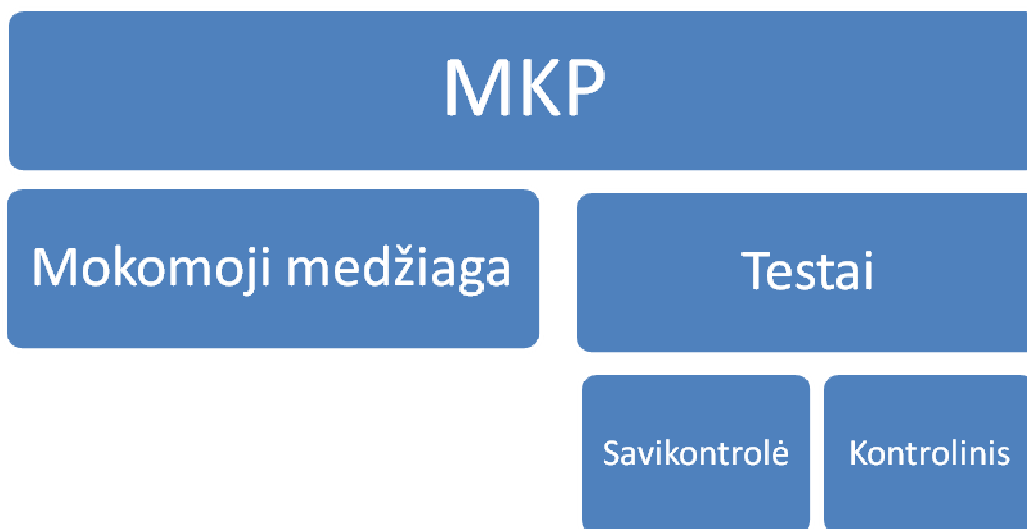 MKP
Mokomoji medžiaga
Testai
Savikontrolė
Kontrolinis